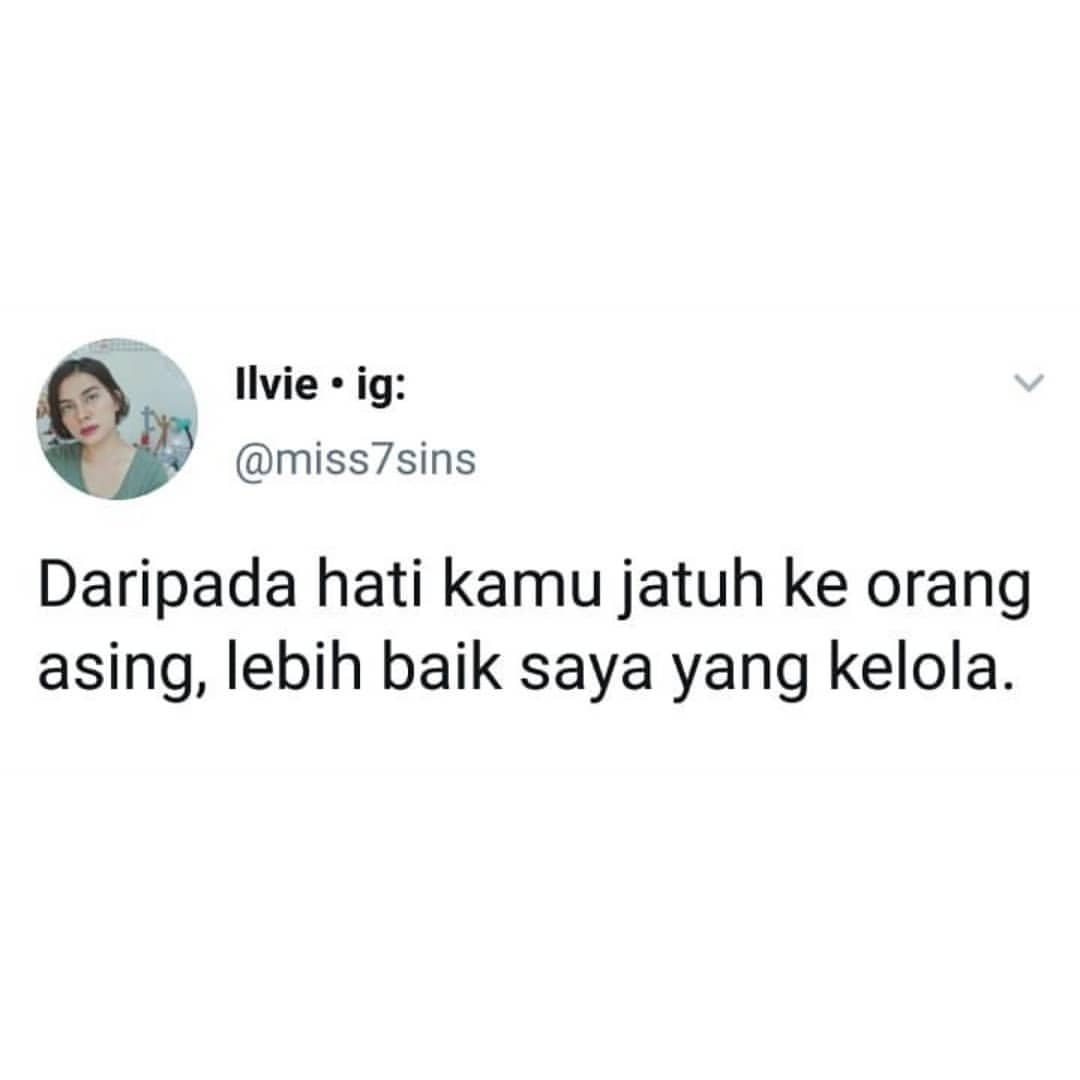 Ilvie • ig:
@miss7sins
Daripada hati kamu jatuh ke orang
asing, lebih baik saya yang kelola.